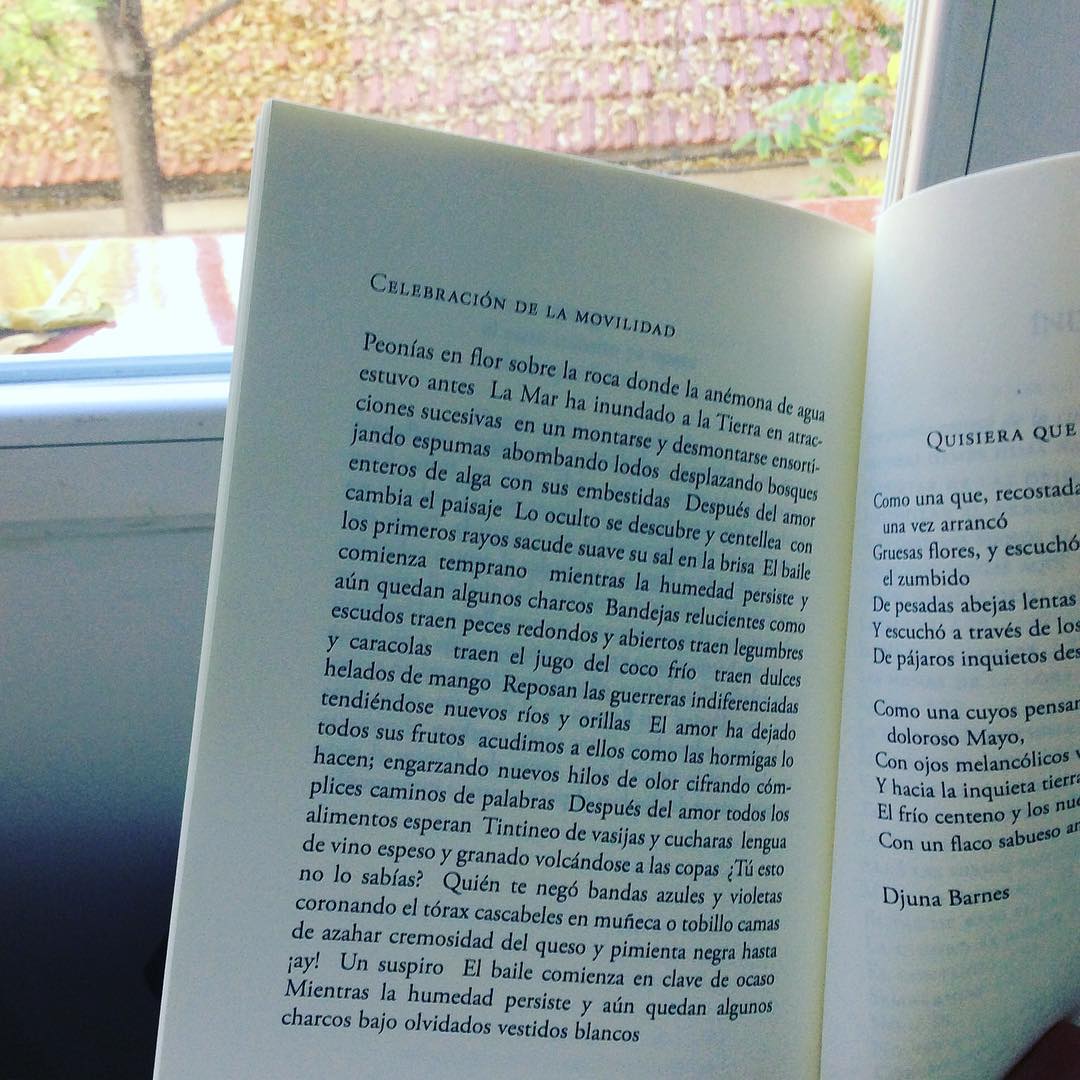 CELEBRACIÓN DE LA MOVILIDAD
Peonías en flor sobre la roca donde la anémona de agua
estuvo antes La Mar ha inundado a la Tierra en atrac-
ciones sucesivas en un montarse y desmontarse ensorti-
jando espumas abombando lodos desplazando bosques
enteros de alga con sus embestidas Después del amor
cambia el paisaje Lo oculto se descubre y centellea con
los primeros rayos sacude suave su sal en la brisa El baile
comienza temprano mientras la humedad persiste y
aún quedan algunos charcos Bandejas relucientes como
escudos traen peces redondos y abiertos traen legumbres
y caracolas traen el jugo del coco frío traen dulces
helados de mango Reposan las guerreras indiferenciadas
tendiéndose nuevos ríos y orillas El amor ha dejado
todos sus frutos acudimos a ellos como las hormigas lo
hacen; engarzando nuevos hilos de olor cifrando cóm-
plices caminos de palabras Después del amor todos los
alimentos esperan Tintineo de vasijas y cucharas lengua
de vino espeso y granado volcándose a las copas ¿Tú esto
no lo sabías? Quién te negó bandas azules y violetas
coronando el tórax cascabeles en muñeca o tobillo camas
de azahar cremosidad del queso y pimienta negra hasta
¡ay! Un suspiro El baile comienza en clave de ocaso
Mientras la humedad persiste y aún quedan algunos
charcos bajo olvidados vestidos blancos
QUISIERA QUE
Como una que, recostada
una vez arrancó
Gruesas flores, y escuchó
el zumbido
De pesadas abejas lentas
Y escuchó a través de los
De pájaros inquietos
Como una cuyos
doloroso Mayo,
Con ojos melancólicos
Y hacia la inquieta tierra
El frío centeno y los
Con un flaco sabueso
Djuna Barnes